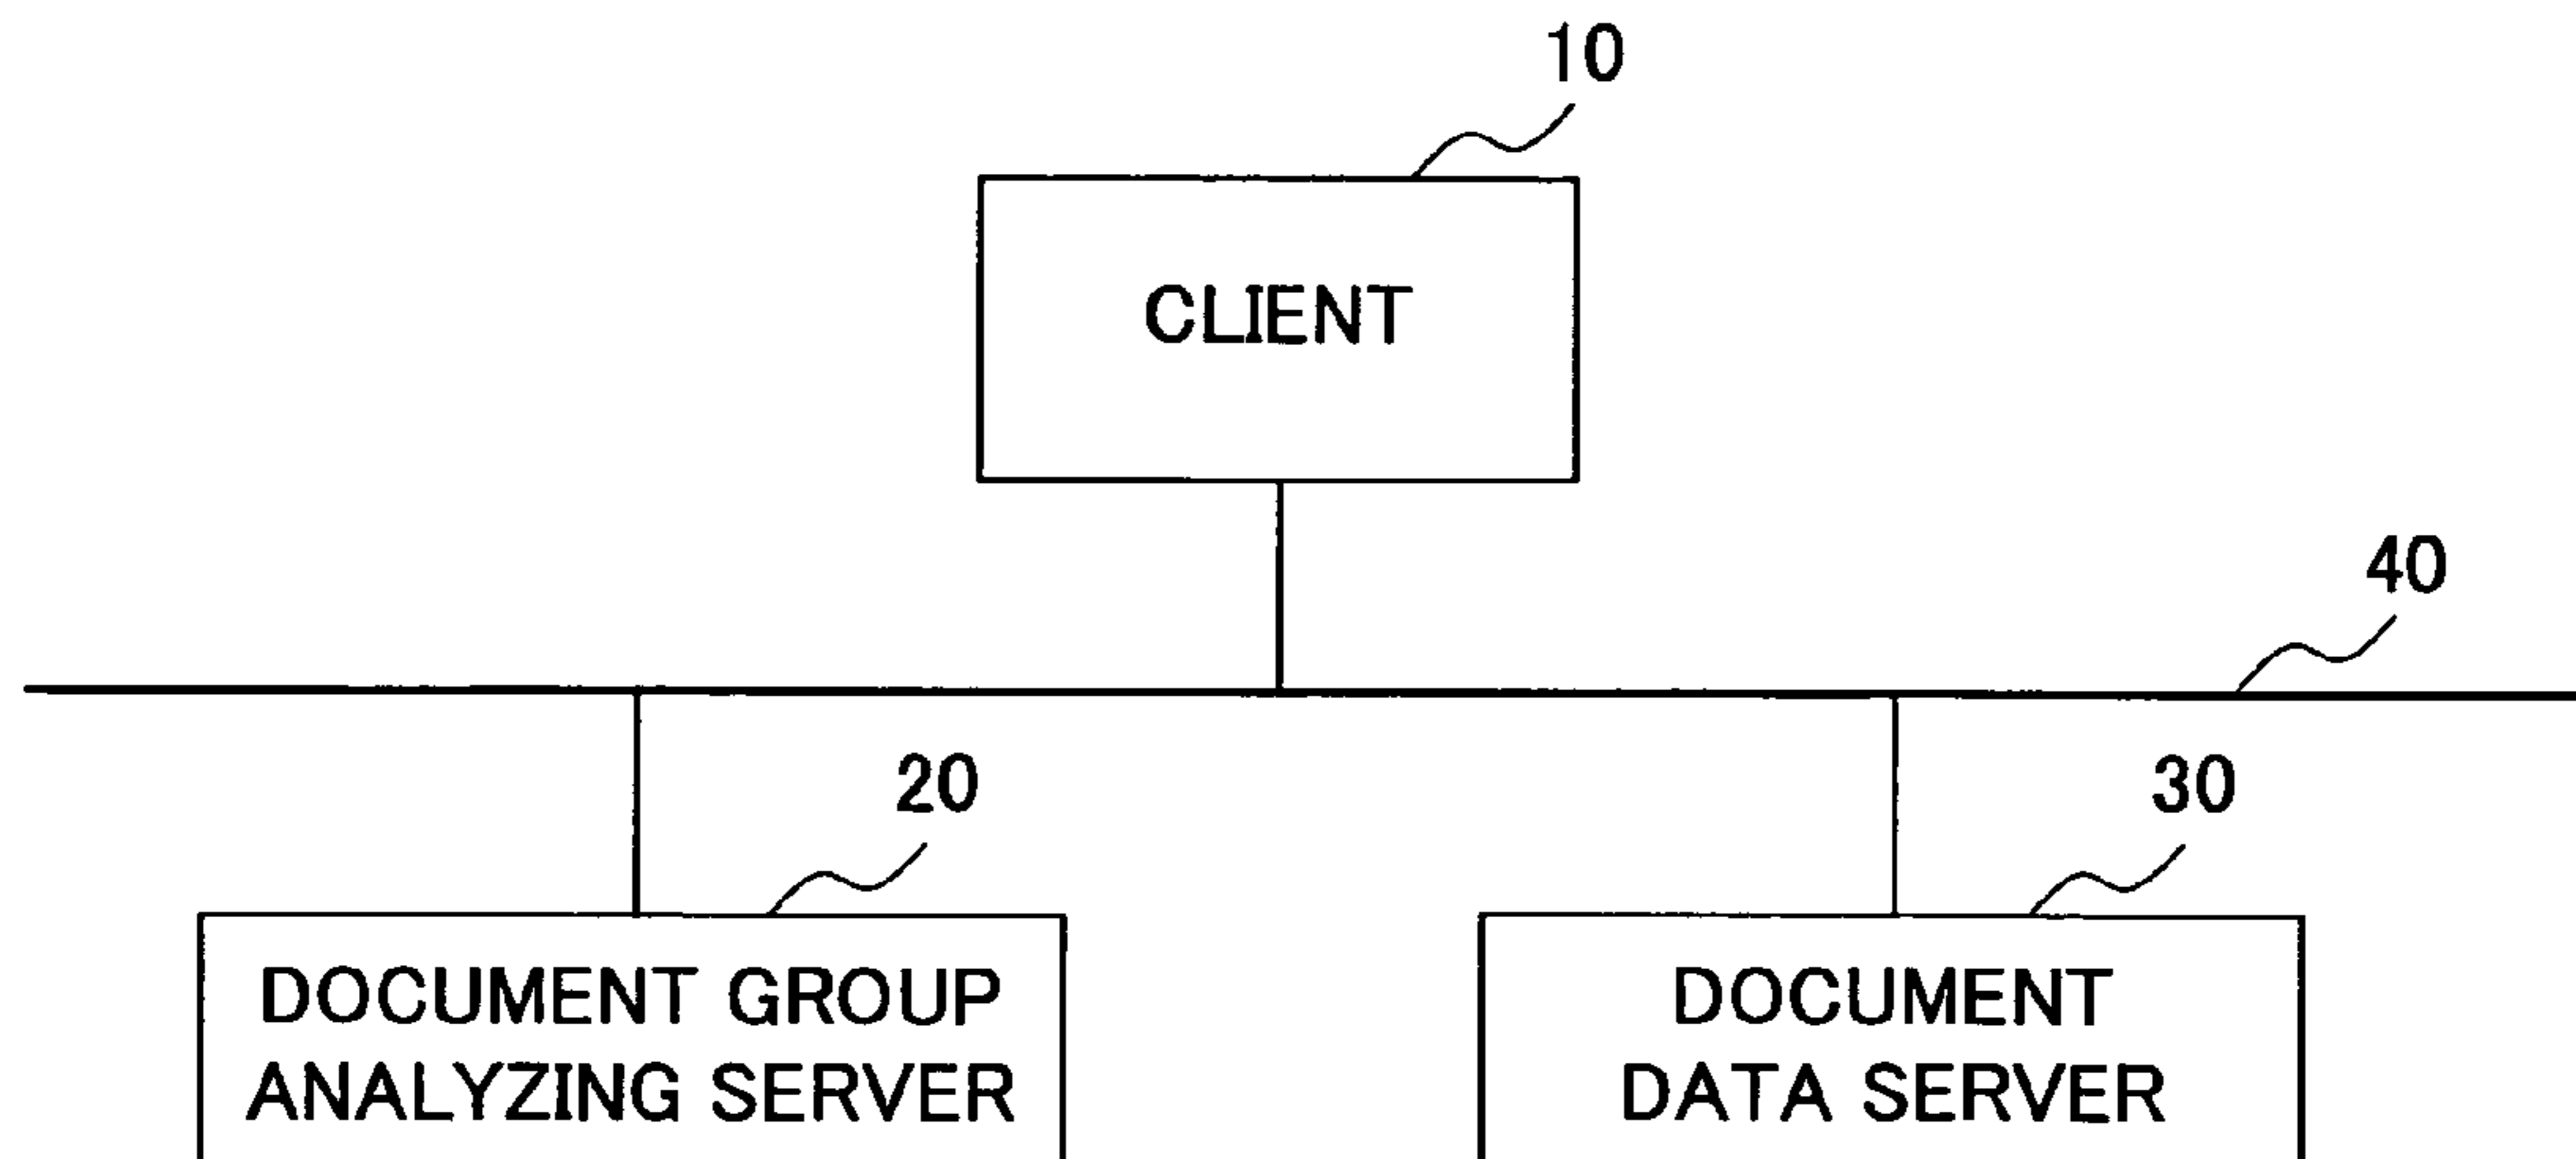 10
CLIENT
40
20
30
DOCUMENT GROUP
ANALYZING SERVER
DOCUMENT
DATA SERVER